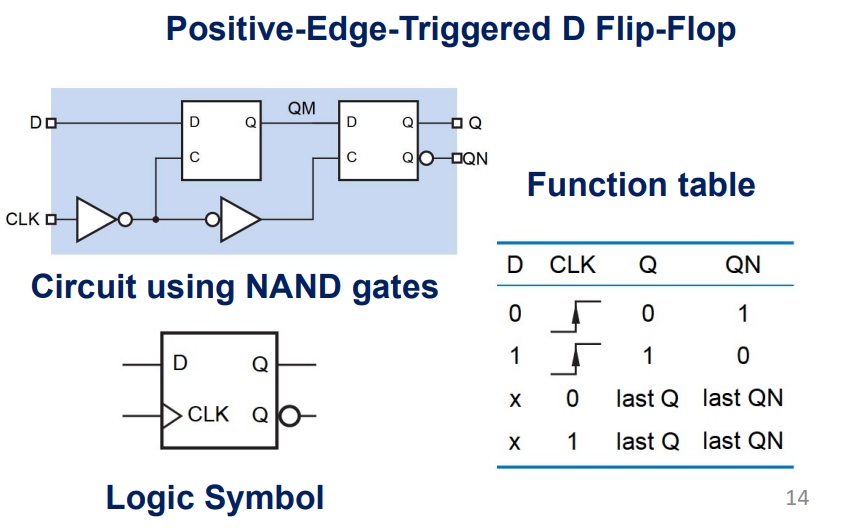 Positive-Edge-Triggered D Flip-Flop
QM
D D Q D Q Q
C C Q QN
CLK
Circuit using NAND gates
D Q
CLK Q
Logic Symbol
Function table
D CLK Q QN
0 0 1
1 1 0
x 0 last Q last QN
x 1 last Q last QN
14